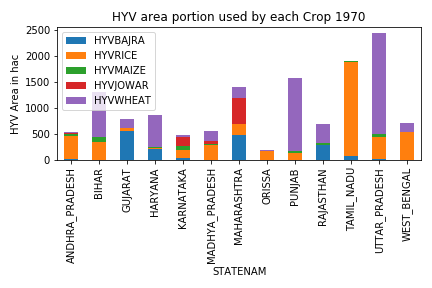 HYV area portion used by each Crop 1970
HYV Area in hac
2500
2000
1500
1000
500
0
HYVBAJRA
HYVRICE
HYVMAIZE
HYVJOWAR
HYVWHEAT
ANDHRA_PRADESH
BIHAR
GUJARAT
HARYANA
KARNATAKA
MADHYA_PRADESH
MAHARASHTRA
ORISSA
PUNJAB
RAJASTHAN
TAMIL_NADU
UTTAR_PRADESH
WEST_BENGAL
STATENAM